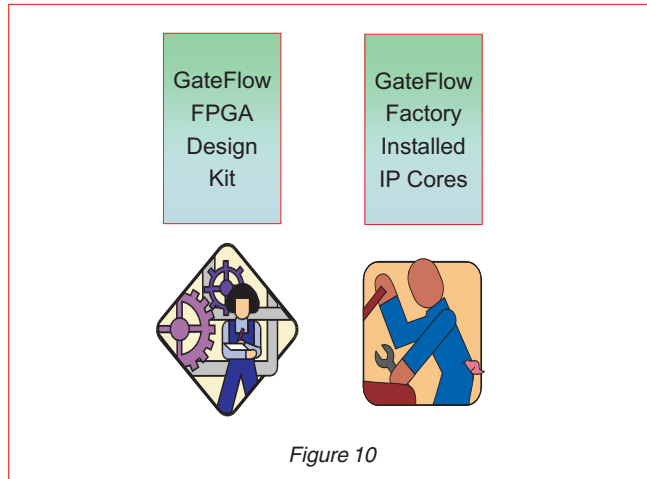 GateFlow
FPGA
Design
Kit
GateFlow
Factory
Installed
IP Cores
Figure 10